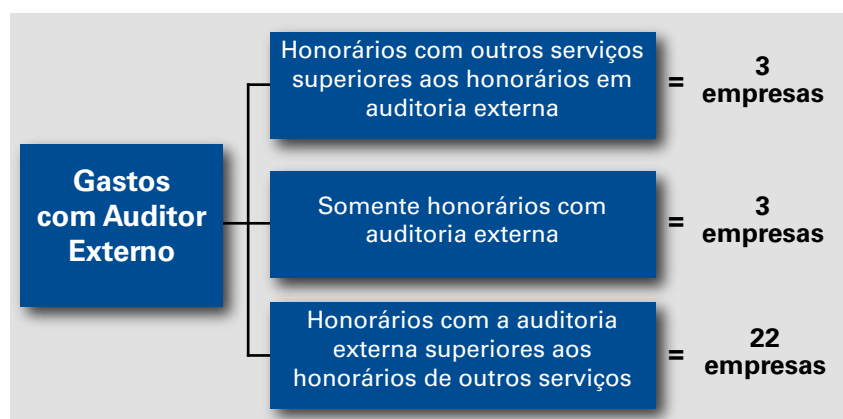 Gastos
com Auditor
Externo
Honorários com outros serviços
superiores aos honorários em
auditoria externa
=
3
empresas
Somente honorários com
auditoria externa
=
3
empresas
Honorários com a auditoria
externa superiores aos
honorários de outros serviços
=
22
empresas